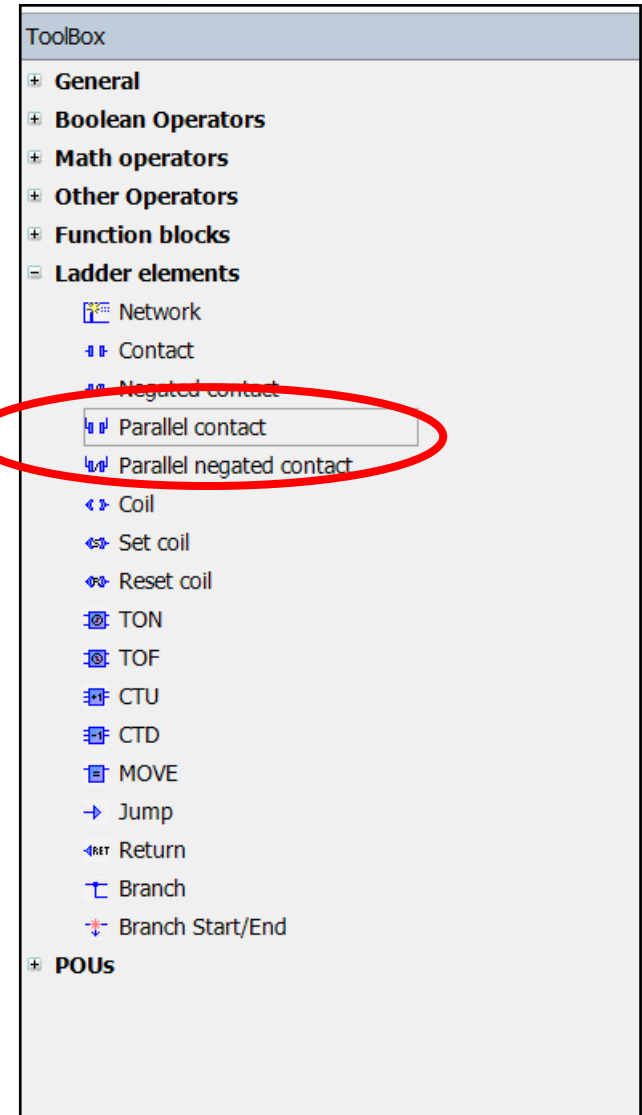 ToolBox
General
Boolean Operators
Math operators
Other Operators
Function blocks
Ladder elements
Network
Contact
Negated contact
Parallel contact
Parallel negated contact
Coil
Set coil
Reset coil
TON
TOF
CTU
CTD
MOVE
Jump
RET Return
Branch
Branch Start/End
POUs